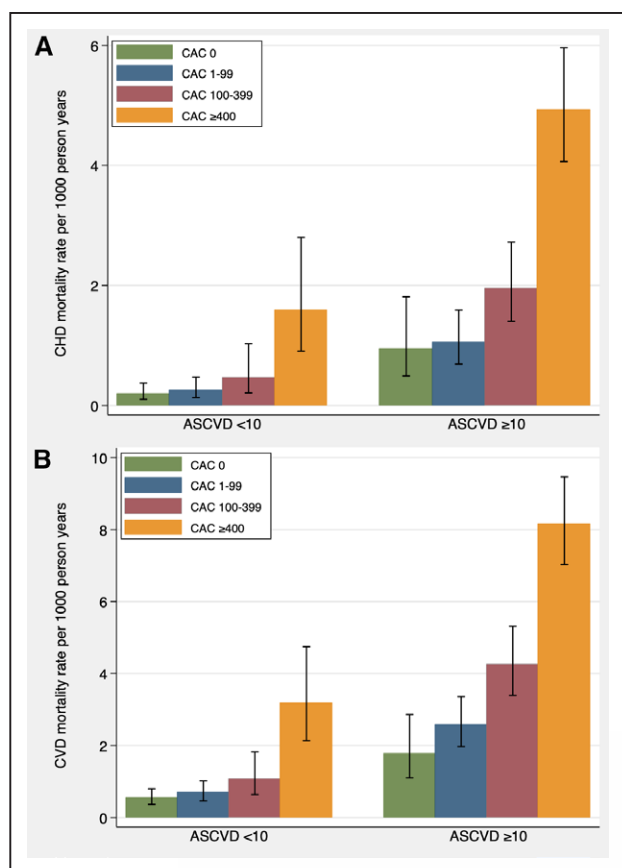 A
CAC 0
CAC 1-99
CAC 100-399
CAC ≥400
CHD mortality rate per 1000 person years
6
4
2
0
ASCVD <10
ASCVD ≥10
B
CAC 0
CAC 1-99
CAC 100-399
CAC ≥400
CVD mortality rate per 1000 person years
10
8
6
4
2
0
ASCVD <10
ASCVD ≥10